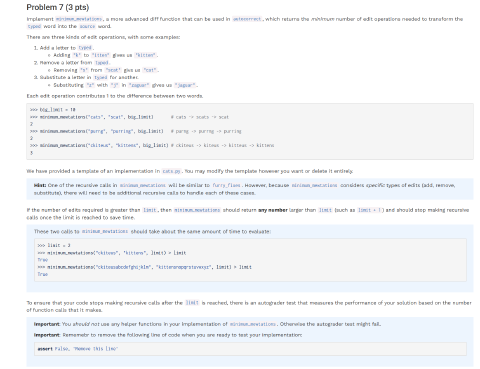 Problem 7 (3 pts)
Implement minimum_mewtations, a more advanced diff function that can be used in autocorrect, which returns the minimum number of edit operations needed to transform the
typed word into the source word.
There are three kinds of edit operations, with some examples:
1. Add a letter to typed.
Adding "k" to "itten" gives us "kitten".
2. Remove a letter from typed.
Removing "s" from "scat" give us "cat".
3. Substitute a letter in typed for another
Substituting "z" with "j" in "zaguar" gives us "jaguar".
Each edit operation contributes 1 to the difference between two words.
>>> big_limit = 10
>>> minimum_mewtations("cats", "scat", big_limit) # cats -> scats -> scat
2
>>> minimum_mewtations("purng", "purring", big_limit) # purng -> purrng -> purring
2
>>> minimum_mewtations("ckiteus", "kittens", big_limit) # ckiteus -> kiteus -> kitteus -> kittens
3
We have provided a template of an implementation in cats.py. You may modify the template however you want or delete it entirely.
Hint: One of the recursive calls in minimum_mewtations will be similar to furry_fixes. However, because minimum_mewtations considers specific types of edits (add, remove,
substitute), there will need to be additional recursive calls to handle each of these cases.
If the number of edits required is greater than limit, then minimum_mewtations should return any number larger than limit (such as limit + 1) and should stop making recursive
calls once the limit is reached to save time.
These two calls to minimum_mewtations should take about the same amount of time to evaluate:
>>> limit = 2
>>> minimum_mewtations("ckiteus", "kittens", limit) > limit
True
>>> minimum_mewtations("ckiteusabcdefghijklm", "kittensnopqrstuvwxyz", limit) > limit
True
To ensure that your code stops making recursive calls after the limit is reached, there is an autograder test that measures the performance of your solution based on the number
of function calls that it makes.
Important: You should not use any helper functions in your implementation of minimum_mewtations. Otherwise the autograder test might fail.
Important: Rememebr to remove the following line of code when you are ready to test your implementation:
assert False, 'Remove this line'